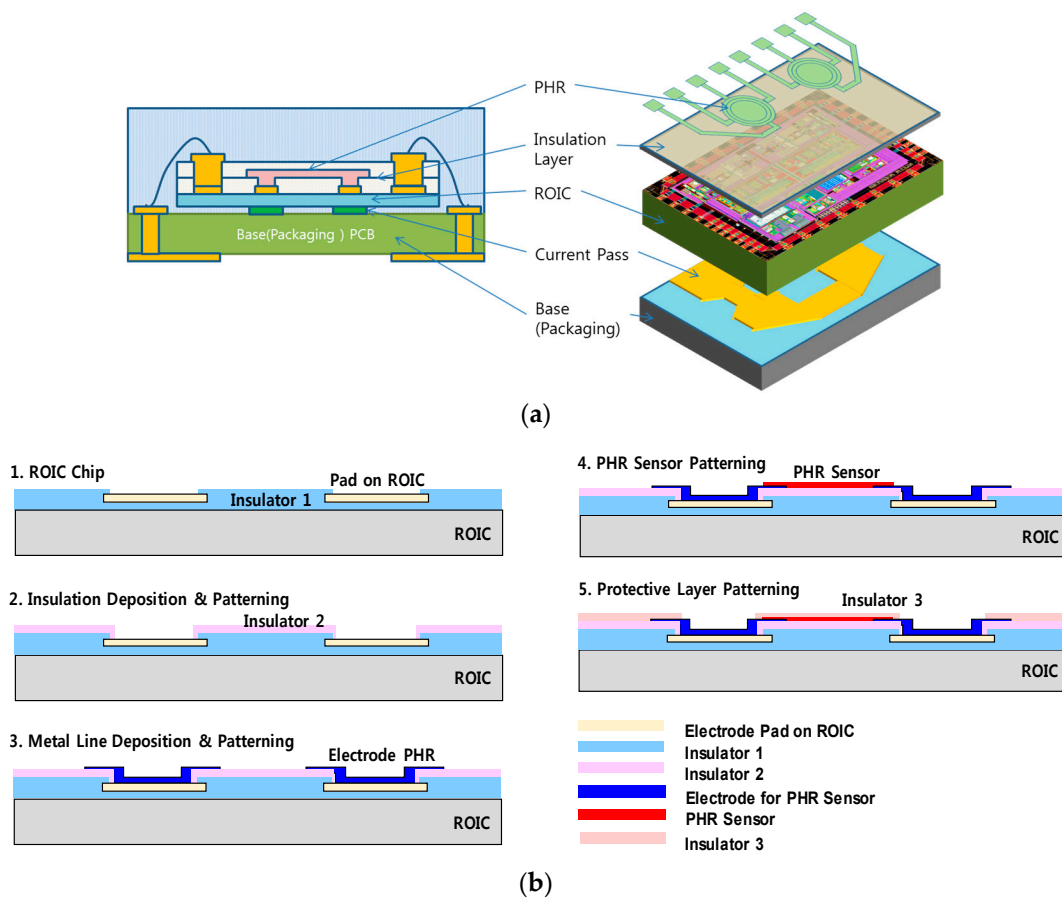 PHR
Insulation
Layer
ROIC
Base(Packaging ) PCB
Current Pass
Base
(Packaging)
(a)
1. ROIC Chip
Pad on ROIC
Insulator 1
ROIC
2. Insulation Deposition & Patterning
Insulator 2
ROIC
3. Metal Line Deposition & Patterning
Electrode PHR
ROIC
4. PHR Sensor Patterning
PHR Sensor
ROIC
5. Protective Layer Patterning
Insulator 3
ROIC
Electrode Pad on ROIC
Insulator 1
Insulator 2
Electrode for PHR Sensor
PHR Sensor
Insulator 3
(b)